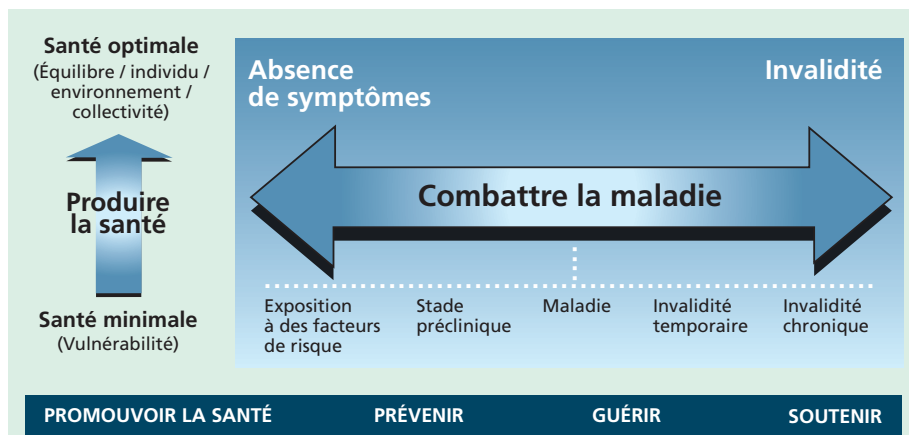 Santé optimale
(Équilibre / individu /
environnement /
collectivité)
Produire
la santé
Santé minimale
(Vulnérabilité)
Absence
de symptômes
Invalidité
Combattre la maladie
Exposition
à des facteurs
de risque
Stade
préclinique
Maladie
Invalidité
temporaire
Invalidité
chronique
PROMOUVOIR LA SANTÉ PRÉVENIR GUÉRIR SOUTENIR